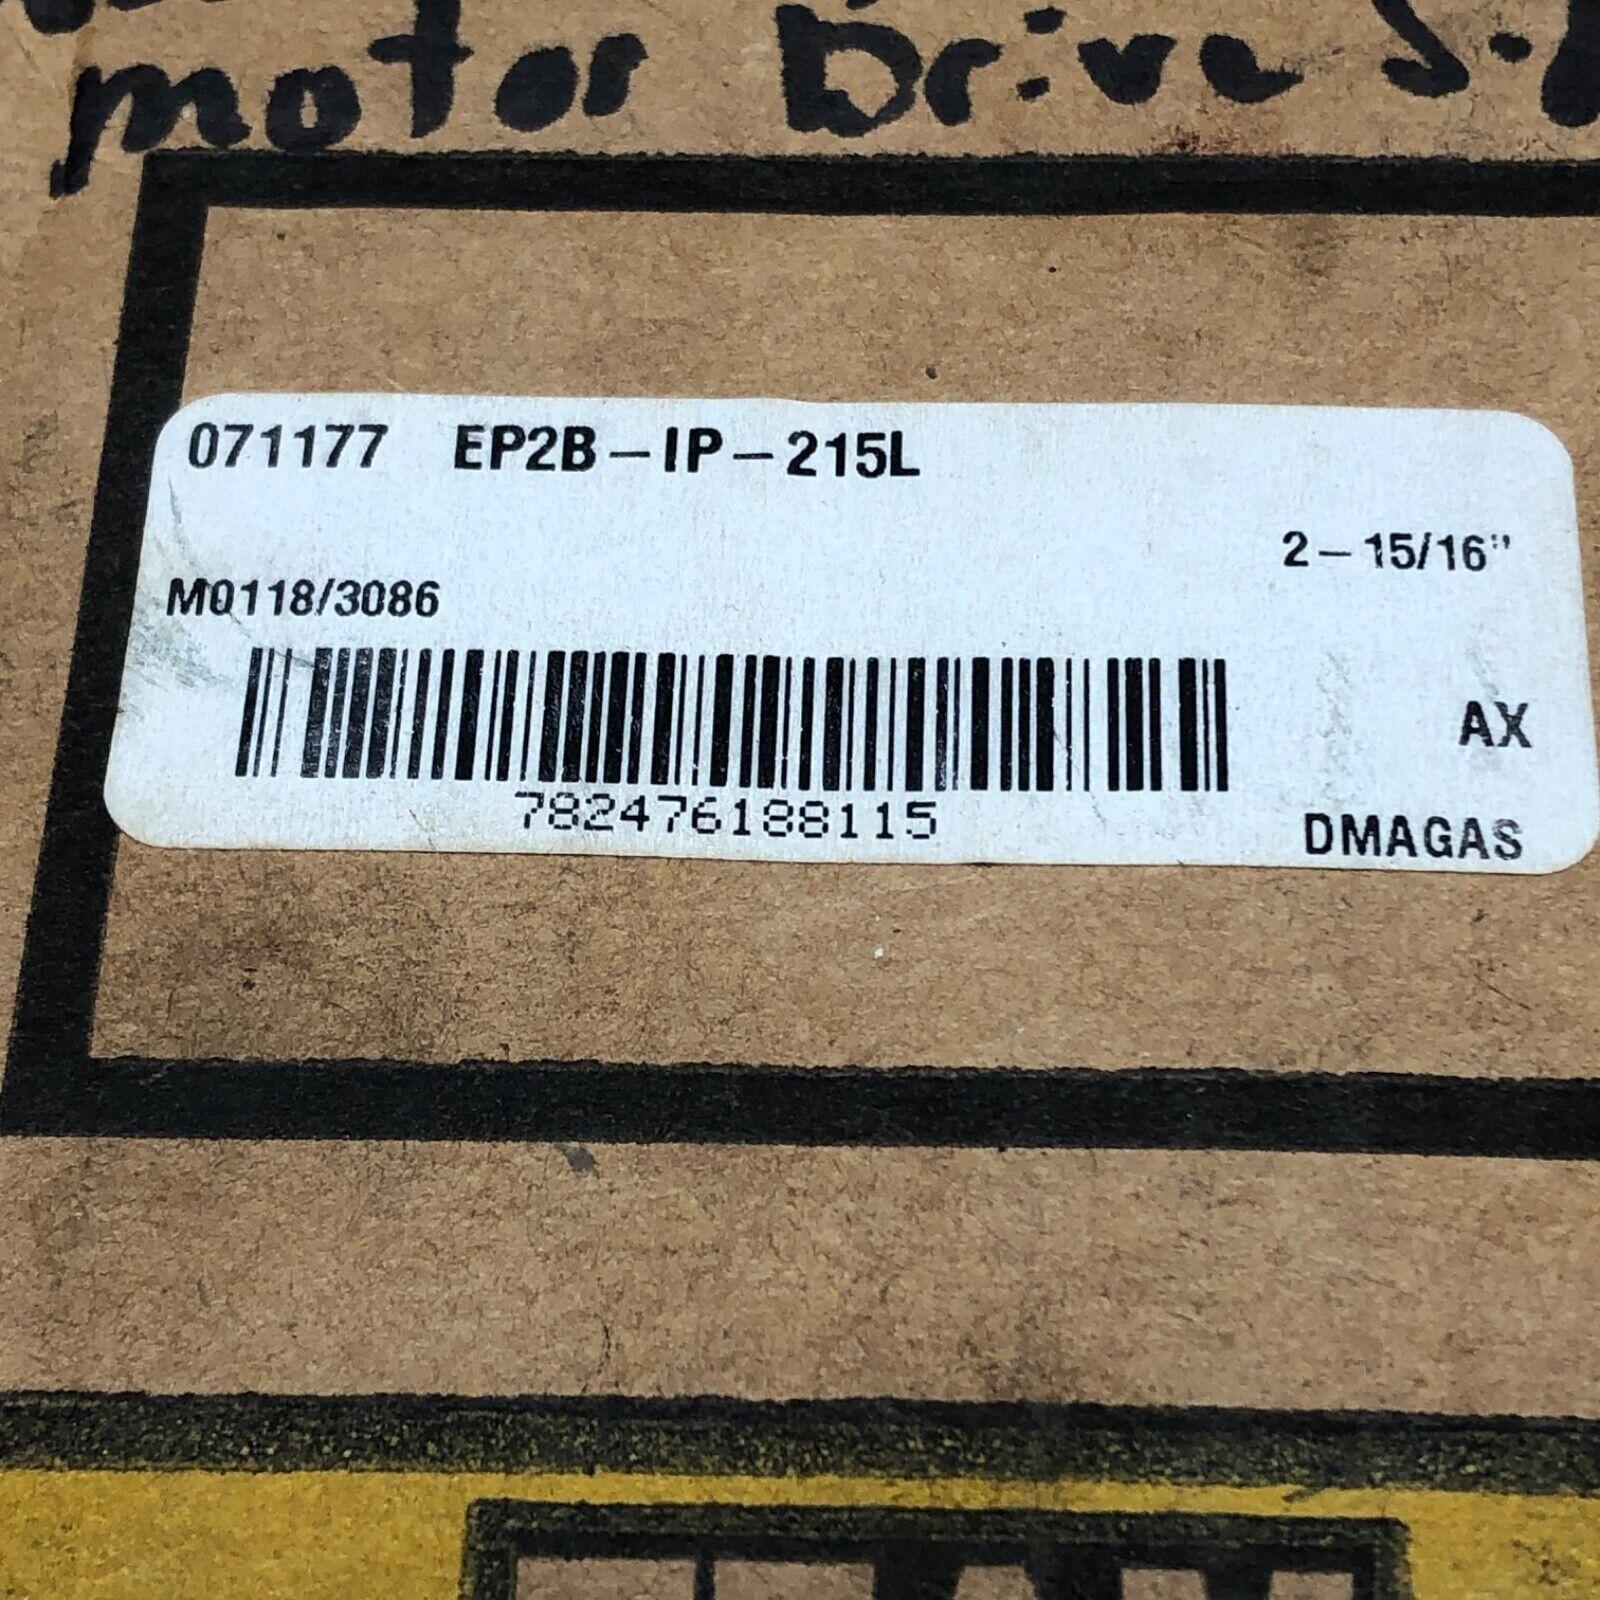 motor Drive
071177 EP2B-IP-215L
2-15/16"
M0118/3086
AX
782476188115
DMAGAS